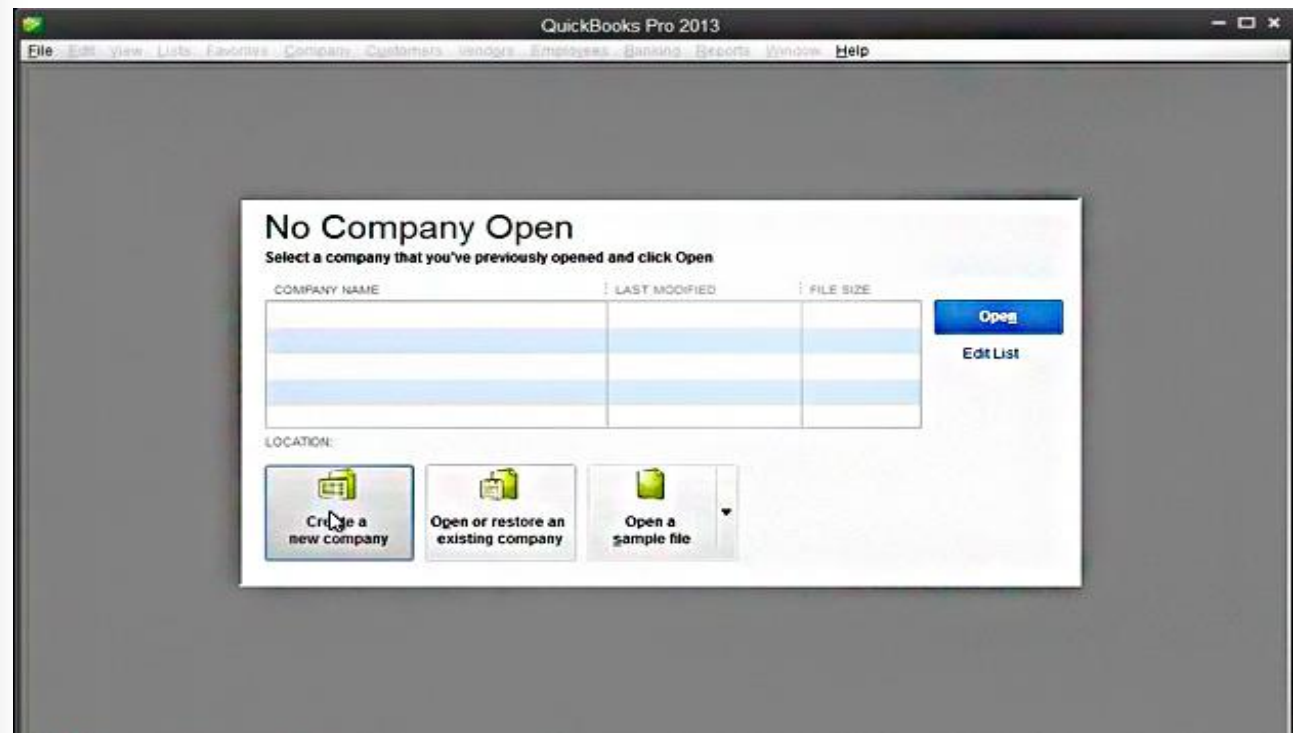 QuickBooks Pro 2013
File Edit View Lists Favorites Company Customers Vendors Employees Banking Reports Window Help
No Company Open
Select a company that you've previously opened and click Open
COMPANY NAME LAST MODIFIED FILE SIZE
Open
Edit List
LOCATION:
Create a
new company
Open or restore an
existing company
Open a
sample file